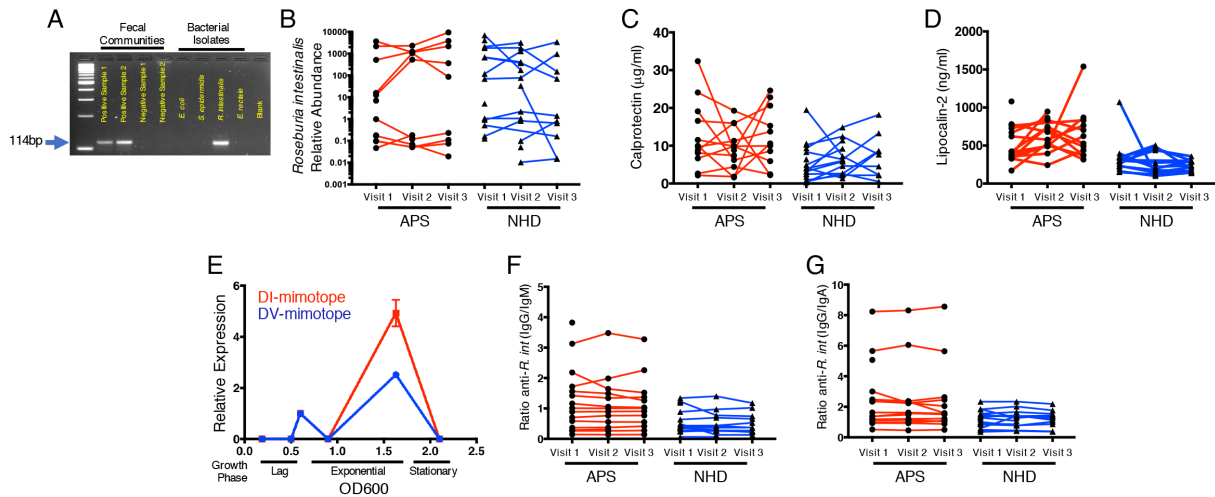 A
Fecal
Communities
Bacterial
Isolates
Positive Sample 1
Positive Sample 2
Negative Sample 1
Negative Sample 2
E. coli
S. epidermidis
R. intestinalis
E. rectale
Blank
114bp
B
Roseburia intestinalis
Relative Abundance
10000
1000
100
10
1
0.1
0.01
0.001
Visit 1 Visit 2 Visit 3
Visit 1 Visit 2 Visit 3
APS
NHD
C
Calprotectin (µg/ml)
40
30
20
10
0
Visit 1 Visit 2 Visit 3
Visit 1 Visit 2 Visit 3
APS
NHD
D
Lipocalin-2 (ng/ml)
2000
1500
1000
500
0
Visit 1 Visit 2 Visit 3
Visit 1 Visit 2 Visit 3
APS
NHD
E
DI-mimotope
DV-mimotope
Relative Expression
6
4
2
0
0.0 0.5 1.0 1.5 2.0 2.5
Growth
Phase
Lag
Exponential
Stationary
OD600
F
Ratio anti-R. int (IgG/IgM)
5
4
3
2
1
0
Visit 1 Visit 2 Visit 3
Visit 1 Visit 2 Visit 3
APS
NHD
G
Ratio anti-R. int (IgG/IgA)
10
8
6
4
2
0
Visit 1 Visit 2 Visit 3
Visit 1 Visit 2 Visit 3
APS
NHD